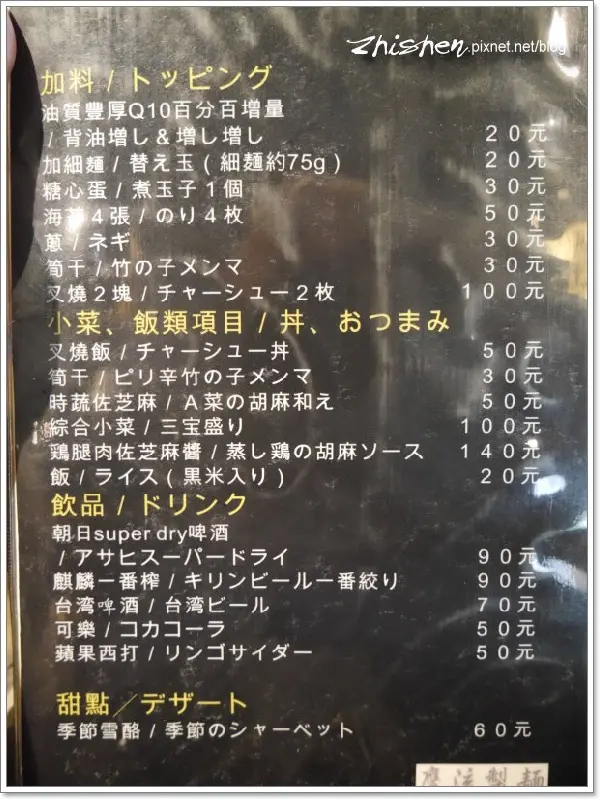 zhishen.pixnet.net/blog
加料 / トッピング
油質豐厚Q10百分百增量
/ 背油増し＆増し増し 20元
加細麵 / 替え玉 ( 細麺約75g ) 20元
糖心蛋 / 煮玉子1個 30元
海苔4張 / のり4枚 50元
蔥 / ネギ 30元
筍干 / 竹の子メンマ 30元
叉燒2塊 / チャーシュー2枚 100元
小菜、飯類項目 / 丼、おつまみ
叉燒飯 / チャーシュー丼 50元
筍干 / ピリ辛竹の子メンマ 30元
時蔬佐芝麻 / A菜の胡麻和え 50元
綜合小菜 / 三宝盛り 100元
鶏腿肉佐芝麻醬 / 蒸し鶏の胡麻ソース 140元
飯 / ライス ( 黒米入り ) 20元
飲品 / ドリンク
朝日super dry啤酒
/ アサヒスーパードライ 90元
麒麟一番榨 / キリンビール一番絞り 90元
台湾啤酒 / 台湾ビール 70元
可樂 / コカコーラ 50元
蘋果西打 / リンゴサイダー 50元
甜點／デザート
季節雪酪 / 季節のシャーベット 60元
鷹流製麺